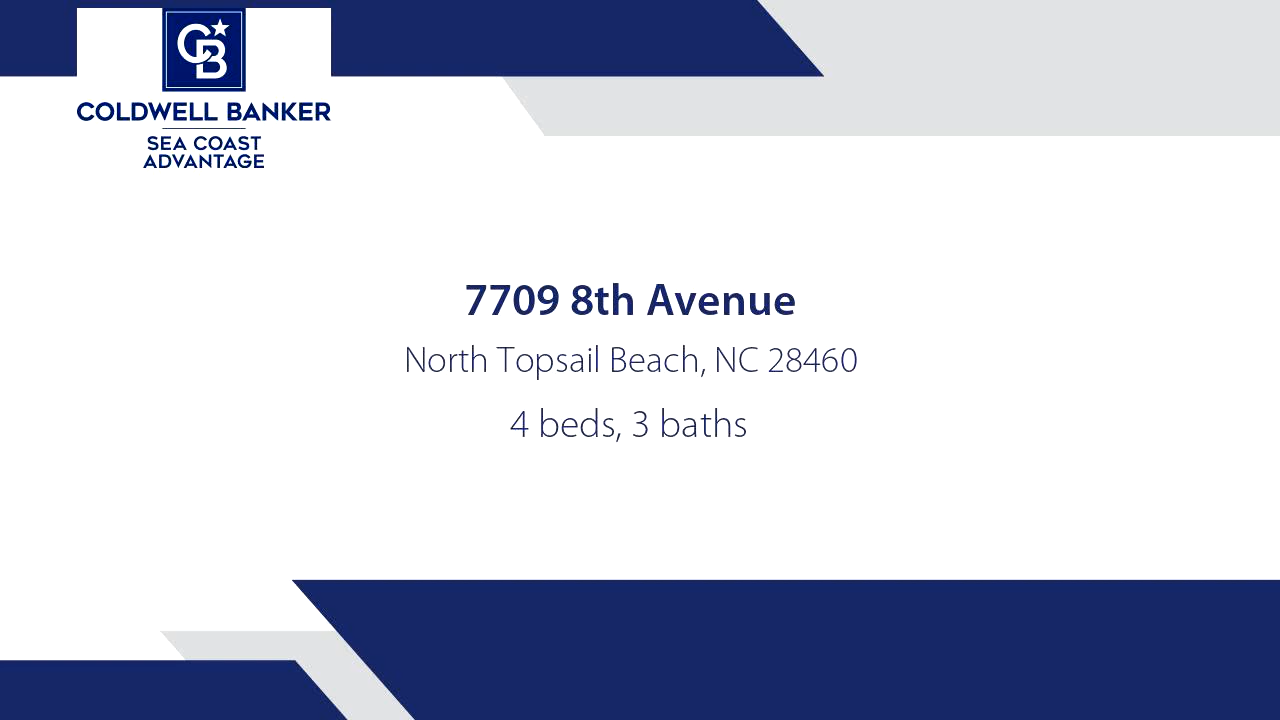 CB
COLDWELL BANKER
SEA COAST
ADVANTAGE
7709 8th Avenue
North Topsail Beach, NC 28460
4 beds, 3 baths